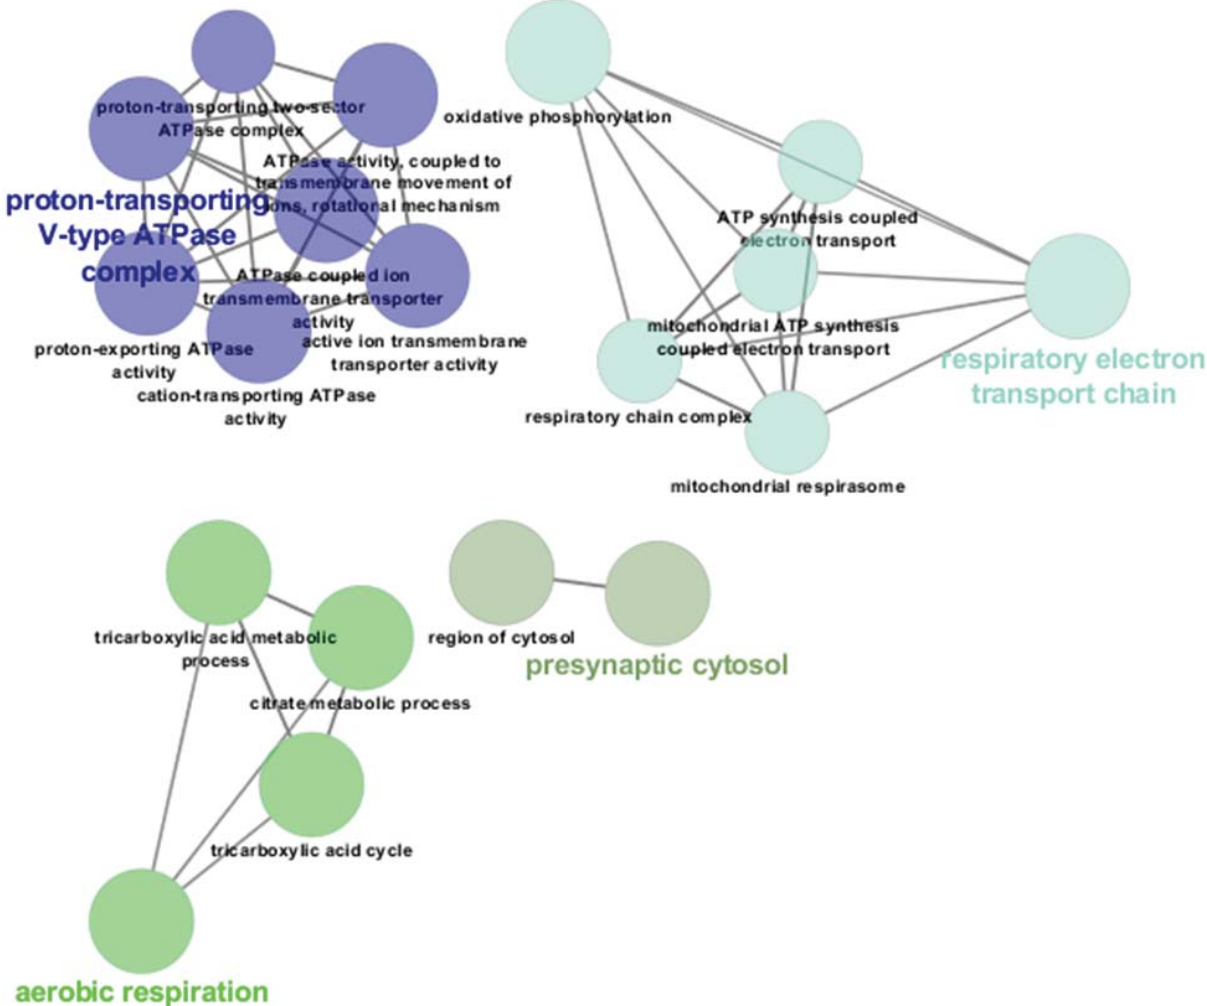 proton-transporting two-sector
ATPase complex
ATPase activity, coupled to
transmembrane movement of
ions, rotational mechanism
proton-transporting
V-type ATPase
complex
ATPase coupled ion
transmembrane transporter
activity
active ion transmembrane
transporter activity
proton-exporting ATPase
activity
cation-transporting ATPase
activity
oxidative phosphorylation
ATP synthesis coupled
electron transport
mitochondrial ATP synthesis
coupled electron transport
respiratory electron
transport chain
respiratory chain complex
mitochondrial respirasome
tricarboxylic acid metabolic
process
citrate metabolic process
tricarboxylic acid cycle
aerobic respiration
region of cytosol
presynaptic cytosol